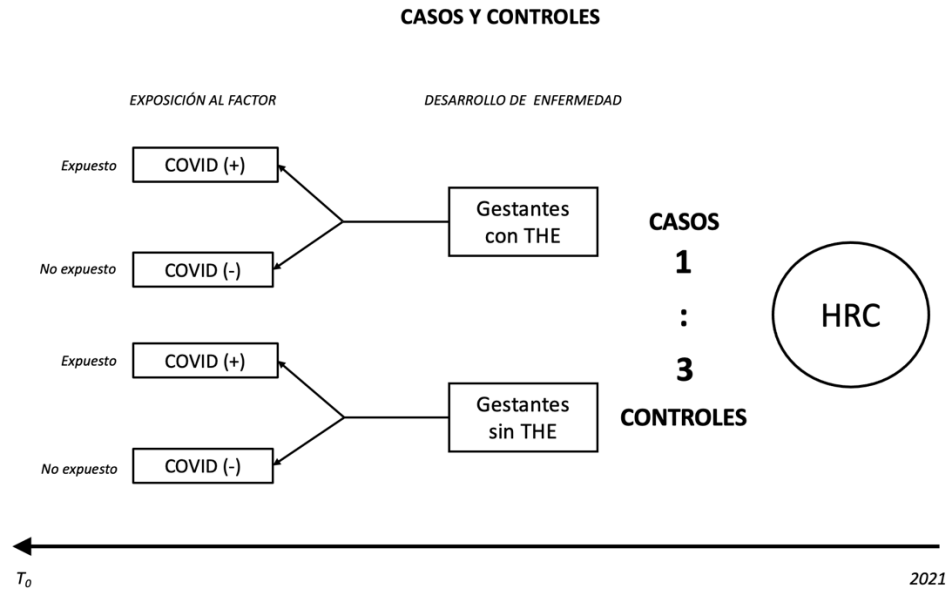 CASOS Y CONTROLES
EXPOSICIÓN AL FACTOR
DESARROLLO DE ENFERMEDAD
Expuesto
COVID (+)
No expuesto
COVID (-)
Gestantes
con THE
Expuesto
COVID (+)
No expuesto
COVID (-)
Gestantes
sin THE
CASOS
1
:
3
CONTROLES
HRC
T₀
2021